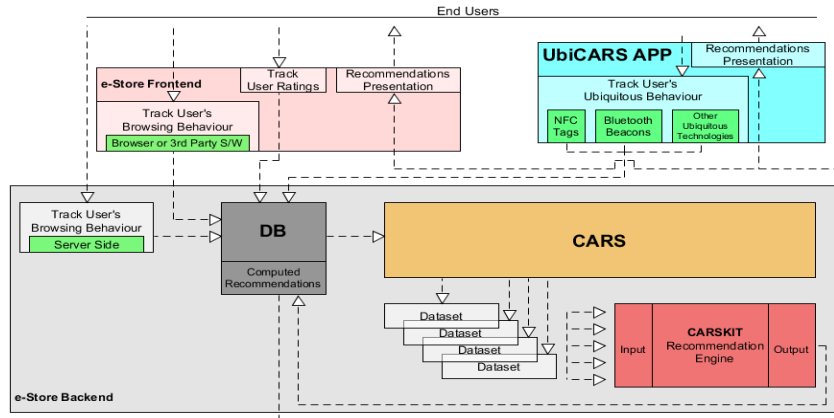 End Users
e-Store Frontend
Track
User Ratings
Recommendations
Presentation
Track User's
Browsing Behaviour
Browser or 3rd Party S/W
UbiCARS APP
Recommendations
Presentation
Track User's
Ubiquitous Behaviour
NFC
Tags
Bluetooth
Beacons
Other
Ubiquitous
Technologies
Track User's
Browsing Behaviour
Server Side
DB
Computed
Recommendations
CARS
Dataset
Dataset
Dataset
Dataset
Input
CARSKIT
Recommendation
Engine
Output
e-Store Backend